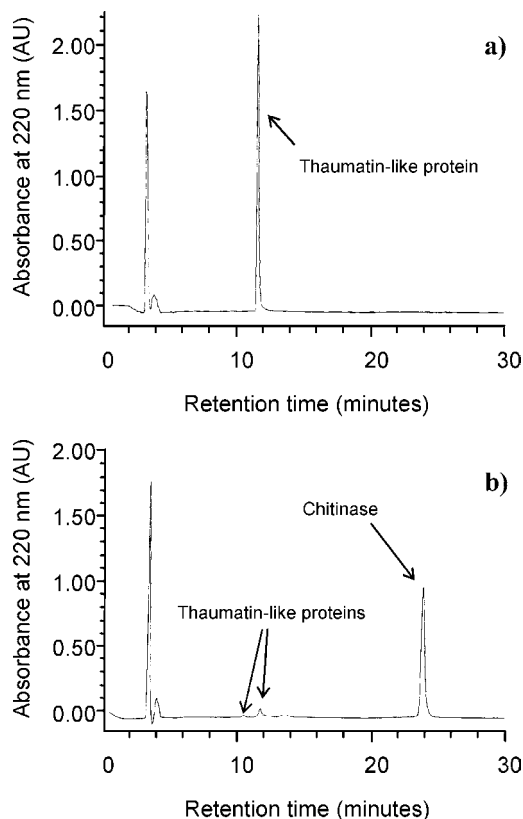 Absorbance at 220 nm (AU)
2.00
1.50
1.00
0.50
0.00
a)
Thaumatin-like protein
0
10
20
30
Retention time (minutes)
Absorbance at 220 nm (AU)
2.00
1.50
1.00
0.50
0.00
b)
Chitinase
Thaumatin-like proteins
0
10
20
30
Retention time (minutes)